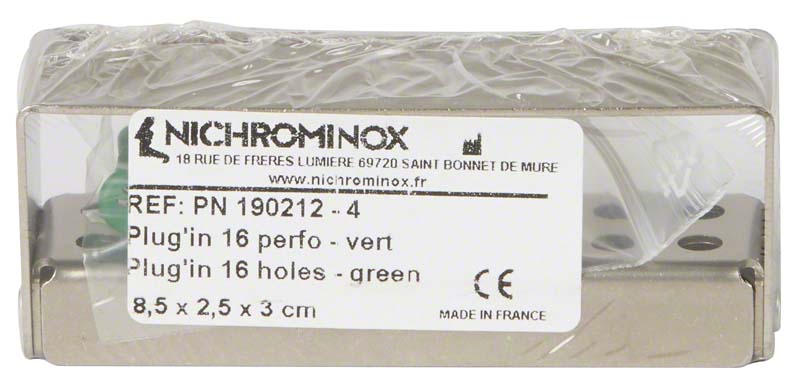 NICHROMINOX
18 RUE DE FRERES LUMIERE 69720 SAINT BONNET DE MURE
www.nichrominox.fr
REF: PN 190212 - 4
Plug'in 16 perfo - vert
Plug'in 16 holes - green
8,5 x 2,5 x 3 cm
CE
MADE IN FRANCE